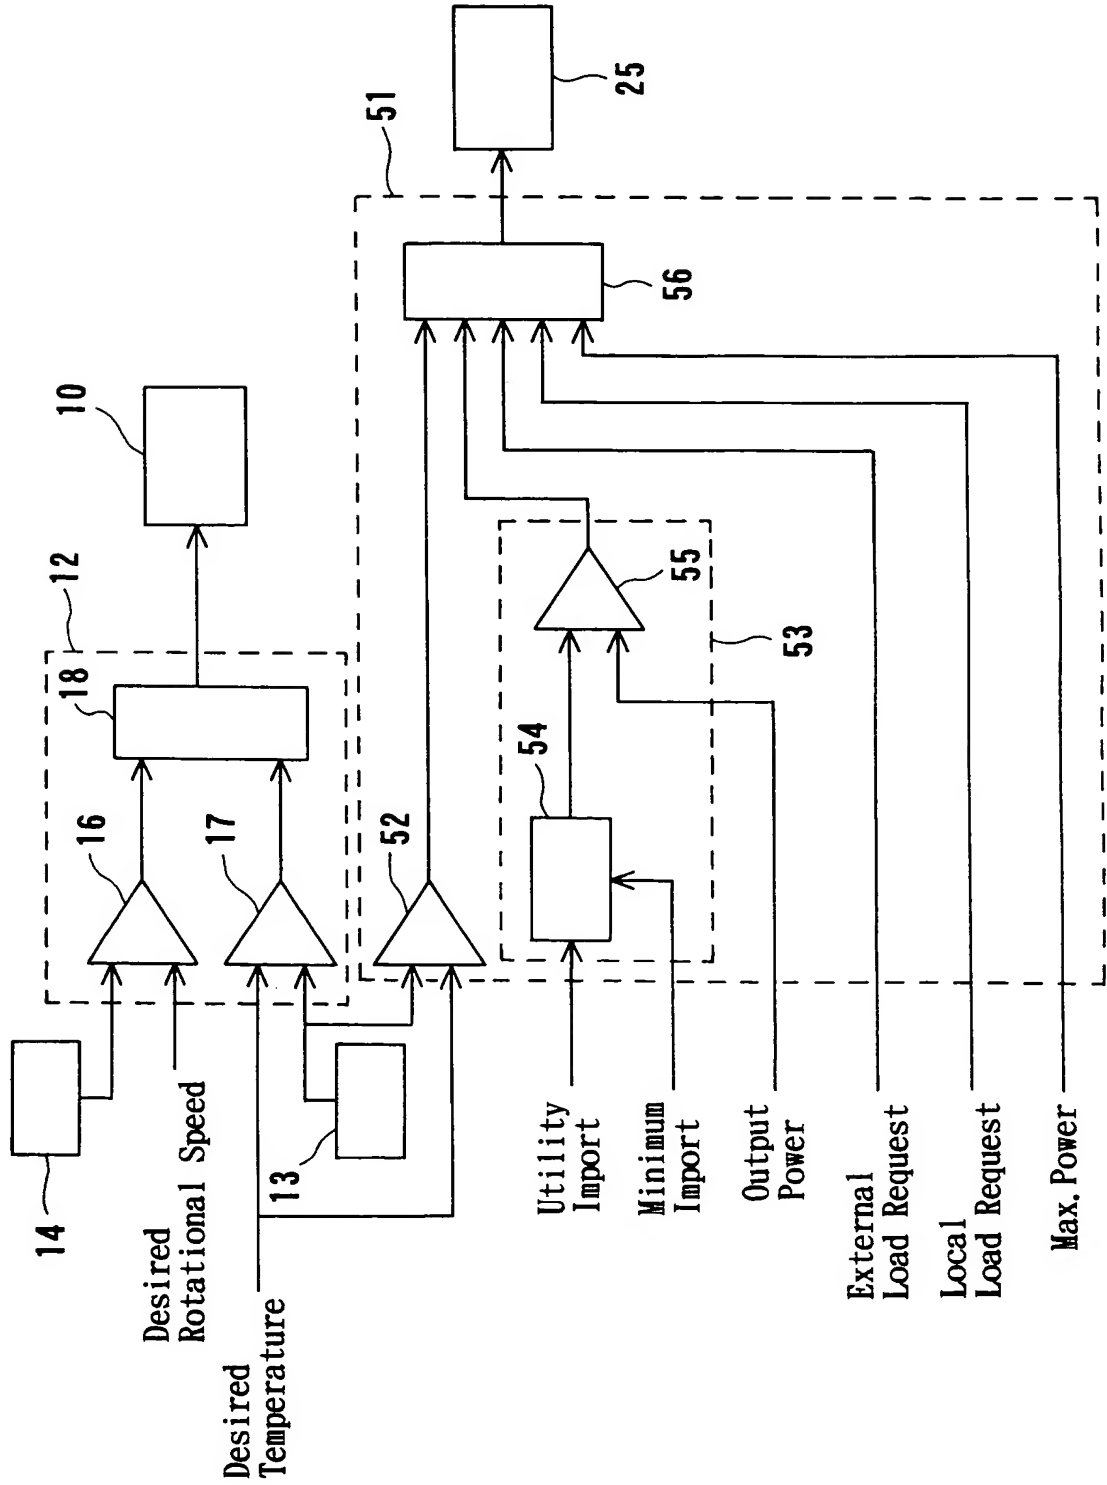 14
Desired
Rotational Speed
Desired
Temperature
13
16
17
18
12
10
52
51
54
55
53
56
25
Utility
Import
Minimum
Import
Output
Power
External
Load Request
Local
Load Request
Max. Power